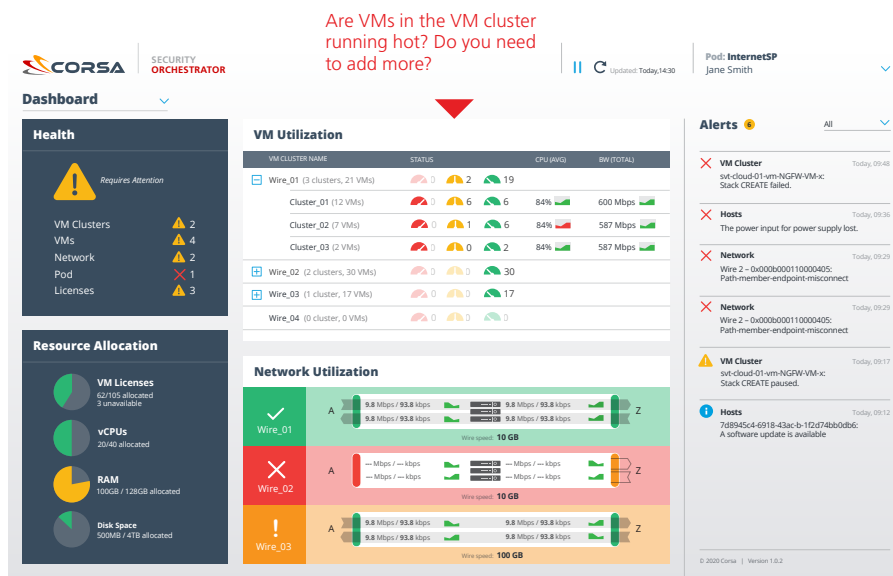 Are VMs in the VM cluster
running hot? Do you need
to add more?
CORSA
SECURITY
ORCHESTRATOR
Updated: Today,14:30
Pod: InternetSP
Jane Smith
Dashboard
Health
Requires Attention
VM Clusters 2
VMs 4
Network 2
Pod 1
Licenses 3
Resource Allocation
VM Licenses
62/105 allocated
3 unavailable
vCPUs
20/40 allocated
RAM
100GB / 128GB allocated
Disk Space
500MB / 4TB allocated
VM Utilization
VM CLUSTER NAME STATUS CPU (AVG) BW (TOTAL)
Wire_01 (3 clusters, 21 VMs) 0 2 19
Cluster_01 (12 VMs) 0 6 6 84% 600 Mbps
Cluster_02 (7 VMs) 0 1 6 84% 587 Mbps
Cluster_03 (2 VMs) 0 0 2 84% 587 Mbps
Wire_02 (2 clusters, 30 VMs) 0 0 30
Wire_03 (1 cluster, 17 VMs) 0 0 17
Wire_04 (0 cluster, 0 VMs) 0 0 0
Network Utilization
Wire_01
A 9.8 Mbps / 93.8 kbps 9.8 Mbps / 93.8 kbps Z
9.8 Mbps / 93.8 kbps 9.8 Mbps / 93.8 kbps
Wire speed: 10 GB
Wire_02
A --- Mbps / --- kbps --- Mbps / --- kbps Z
--- Mbps / --- kbps --- Mbps / --- kbps
Wire speed: 10 GB
Wire_03
A 9.8 Mbps / 93.8 kbps 9.8 Mbps / 93.8 kbps Z
9.8 Mbps / 93.8 kbps 9.8 Mbps / 93.8 kbps
Wire speed: 100 GB
Alerts 6 All
VM Cluster Today, 09:48
svt-cloud-01-vm-NGFW-VM-x:
Stack CREATE failed.
Hosts Today, 09:36
The power input for power supply lost.
Network Today, 09:29
Wire 2 – 0x000b000110000405:
Path-member-endpoint-misconnect
Network Today, 09:29
Wire 2 – 0x000b000110000405:
Path-member-endpoint-misconnect
VM Cluster Today, 09:17
svt-cloud-01-vm-NGFW-VM-x:
Stack CREATE paused.
Hosts Today, 09:12
7d8945c4-6918-43ac-b-1f2d74bb0db6:
A software update is available
© 2020 Corsa | Version 1.0.2